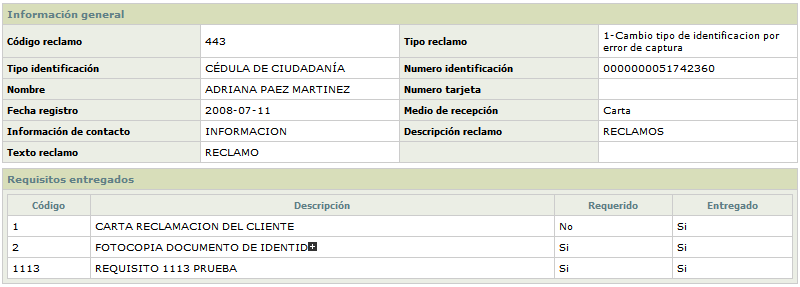 Información general
Código reclamo 443 Tipo reclamo 1-Cambio tipo de identificacion por
error de captura
Tipo identificación CÉDULA DE CIUDADANÍA Numero identificación 0000000051742360
Nombre ADRIANA PAEZ MARTINEZ Numero tarjeta
Fecha registro 2008-07-11 Medio de recepción Carta
Información de contacto INFORMACION Descripción reclamo RECLAMOS
Texto reclamo RECLAMO
Requisitos entregados
Código Descripción Requerido Entregado
1 CARTA RECLAMACION DEL CLIENTE No Si
2 FOTOCOPIA DOCUMENTO DE IDENTID Si Si
1113 REQUISITO 1113 PRUEBA Si Si